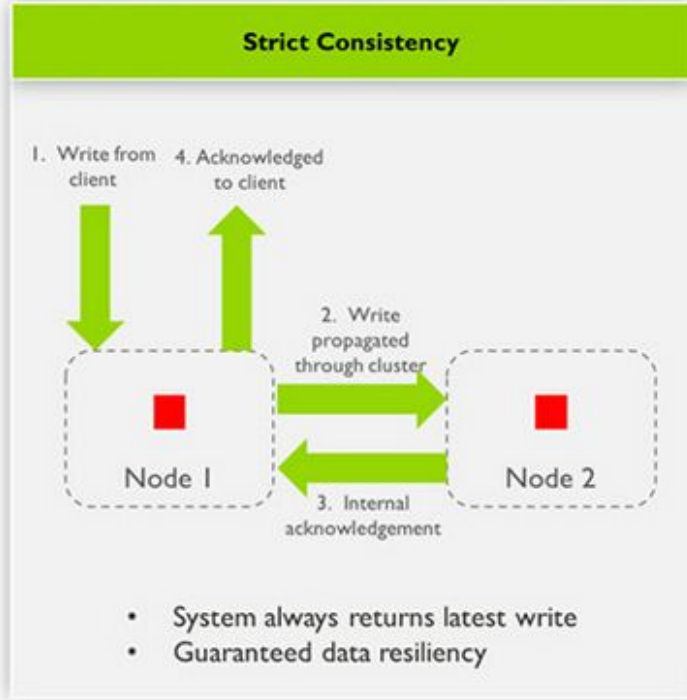 Strict Consistency
1. Write from
client
4. Acknowledged
to client
2. Write
propagated
through cluster
Node 1
Node 2
3. Internal
acknowledgement
• System always returns latest write
• Guaranteed data resiliency